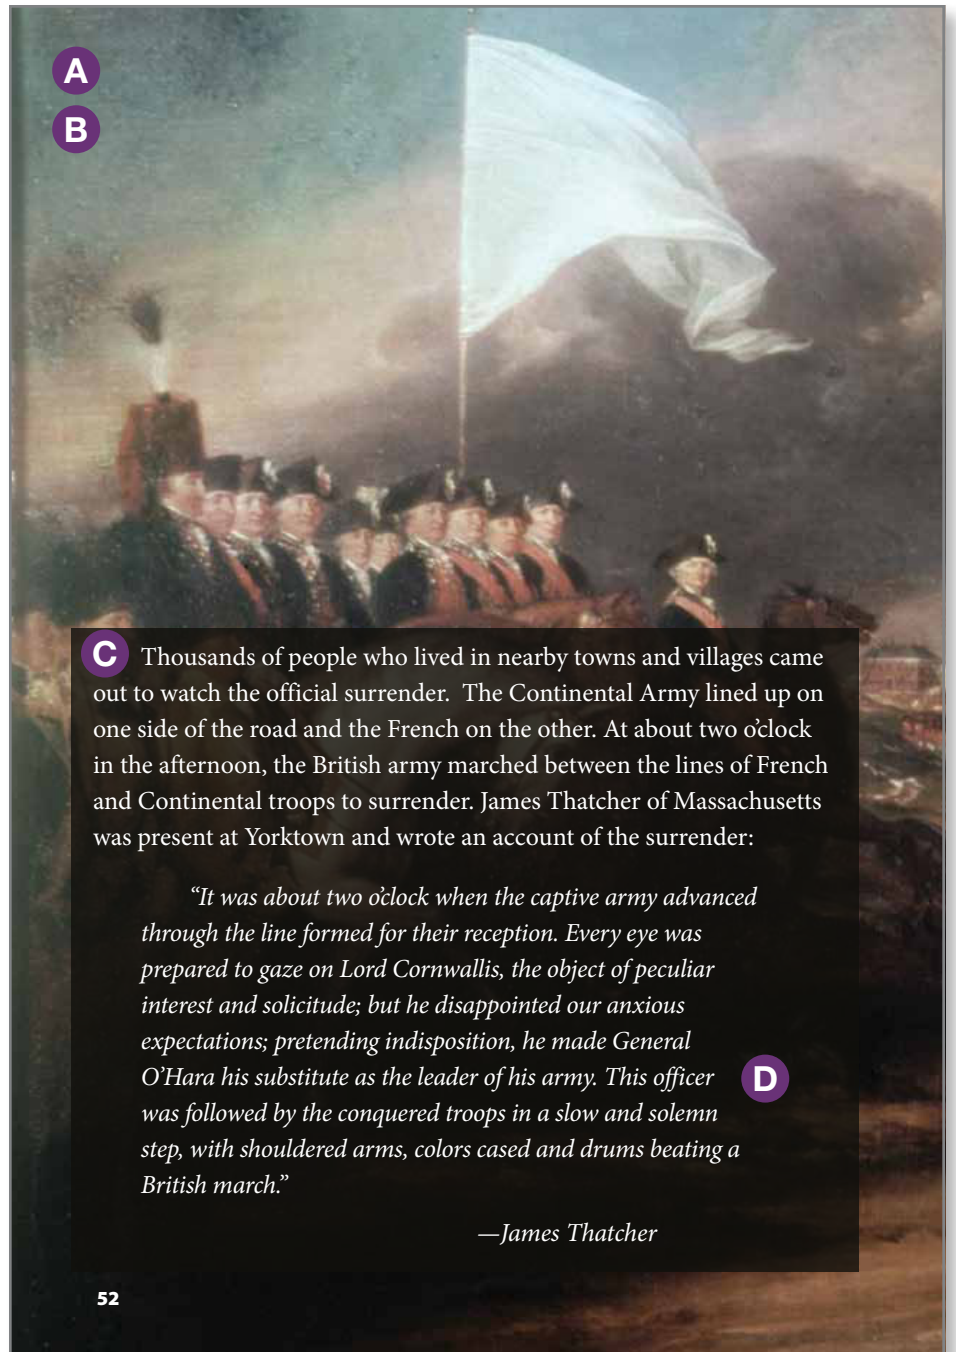 A
B
C Thousands of people who lived in nearby towns and villages came
out to watch the official surrender.  The Continental Army lined up on
one side of the road and the French on the other. At about two o’clock
in the afternoon, the British army marched between the lines of French
and Continental troops to surrender. James Thatcher of Massachusetts
was present at Yorktown and wrote an account of the surrender:
“It was about two o’clock when the captive army advanced
through the line formed for their reception. Every eye was
prepared to gaze on Lord Cornwallis, the object of peculiar
interest and solicitude; but he disappointed our anxious
expectations; pretending indisposition, he made General
O’Hara his substitute as the leader of his army. This officer D
was followed by the conquered troops in a slow and solemn
step, with shouldered arms, colors cased and drums beating a
British march.”
—James Thatcher
52